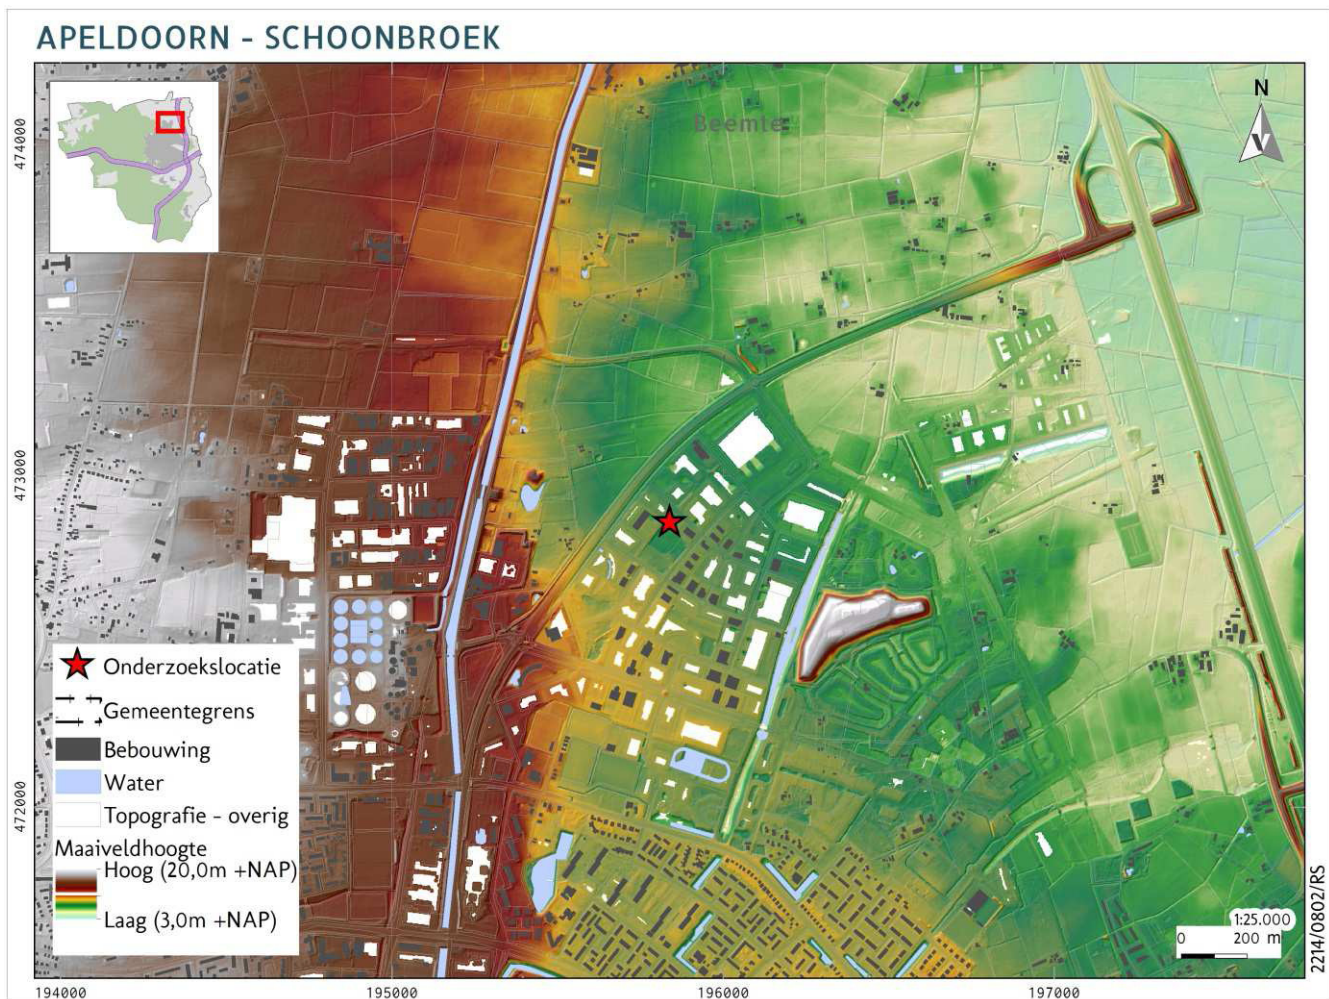 APELDOORN - SCHOONBROEK
Beemte
N
474000
473000
472000
Onderzoekslocatie
Gemeentegrens
Bebouwing
Water
Topografie - overig
Maaiveldhoogte
Hoog (20,0m +NAP)
Laag (3,0m +NAP)
1:25.000
0 200 m
2214/0802/RS
194000 195000 196000 197000